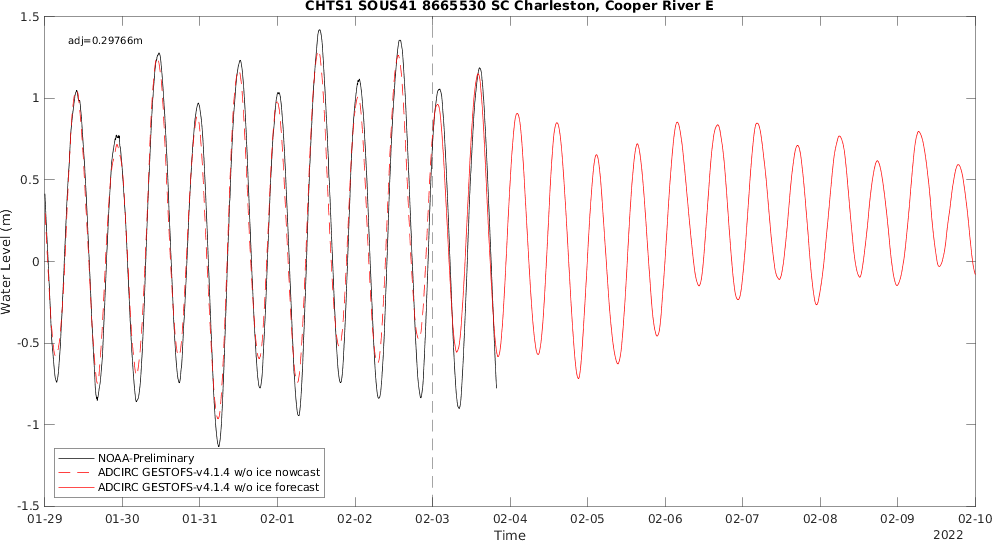 CHTS1 SOUS41 8665530 SC Charleston, Cooper River E
adj=0.29766m
1.5
1
0.5
0
-0.5
-1
-1.5
Water Level (m)
NOAA-Preliminary
ADCIRC GESTOFS-v4.1.4 w/o ice nowcast
ADCIRC GESTOFS-v4.1.4 w/o ice forecast
01-29 01-30 01-31 02-01 02-02 02-03 02-04 02-05 02-06 02-07 02-08 02-09 02-10
Time
2022